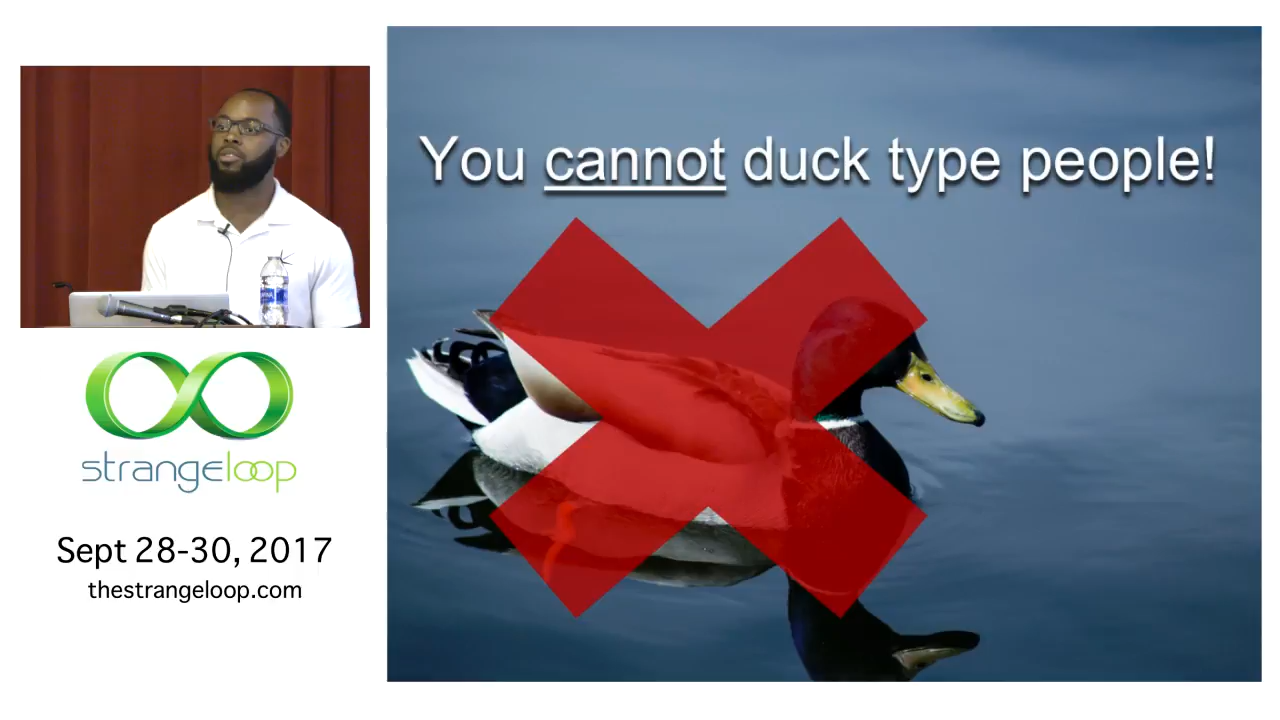 You cannot duck type people!
strangeloop
Sept 28-30, 2017
thestrangeloop.com